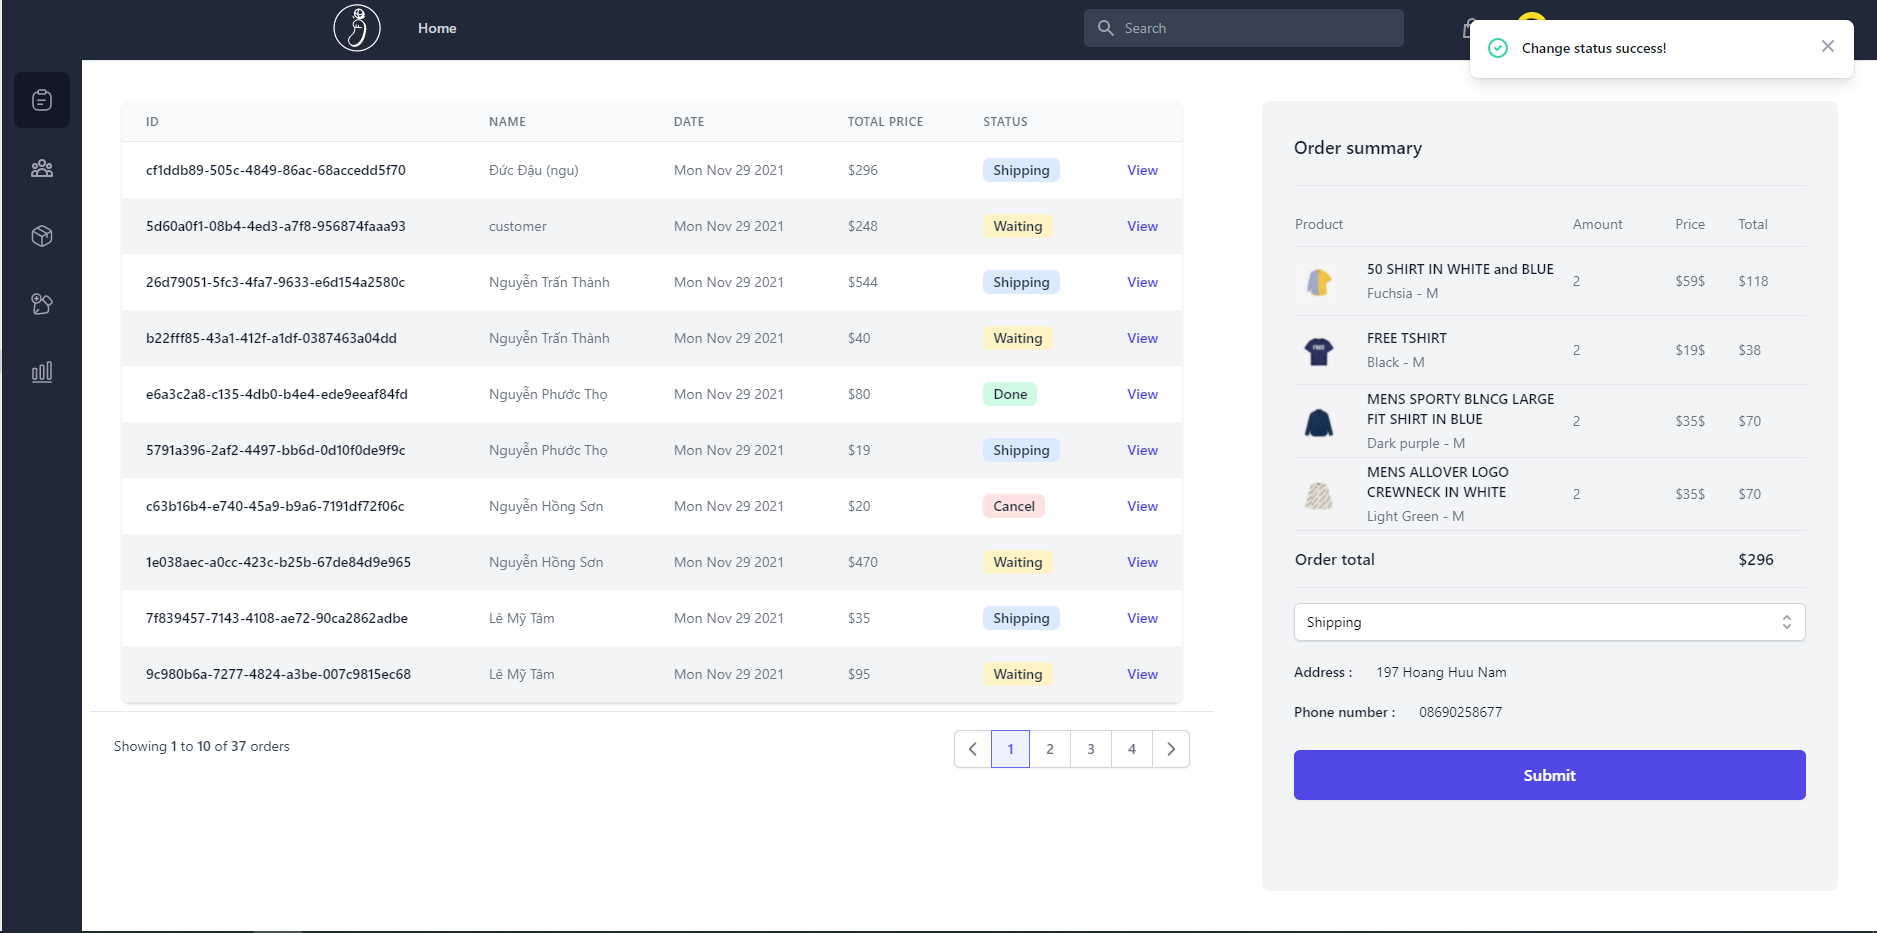 Home
Search
Change status success!
ID NAME DATE TOTAL PRICE STATUS
cf1ddb89-505c-4849-86ac-68accedd5f70 Đức Đậu (ngu) Mon Nov 29 2021 $296 Shipping View
5d60a0f1-08b4-4ed3-a7f8-956874faaa93 customer Mon Nov 29 2021 $248 Waiting View
26d79051-5fc3-4fa7-9633-e6d154a2580c Nguyễn Trấn Thành Mon Nov 29 2021 $544 Shipping View
b22fff85-43a1-412f-a1df-0387463a04dd Nguyễn Trấn Thành Mon Nov 29 2021 $40 Waiting View
e6a3c2a8-c135-4db0-b4e4-ede9eeaf84fd Nguyễn Phước Thọ Mon Nov 29 2021 $80 Done View
5791a396-2af2-4497-bb6d-0d10f0de9f9c Nguyễn Phước Thọ Mon Nov 29 2021 $19 Shipping View
c63b16b4-e740-45a9-b9a6-7191df72f06c Nguyễn Hồng Sơn Mon Nov 29 2021 $20 Cancel View
1e038aec-a0cc-423c-b25b-67de84d9e965 Nguyễn Hồng Sơn Mon Nov 29 2021 $470 Waiting View
7f839457-7143-4108-ae72-90ca2862adbe Lê Mỹ Tâm Mon Nov 29 2021 $35 Shipping View
9c980b6a-7277-4824-a3be-007c9815ec68 Lê Mỹ Tâm Mon Nov 29 2021 $95 Waiting View
Showing 1 to 10 of 37 orders
1 2 3 4
Order summary
Product Amount Price Total
50 SHIRT IN WHITE and BLUE
Fuchsia - M
2 $59$ $118
FREE TSHIRT
Black - M
2 $19$ $38
MENS SPORTY BLNCG LARGE
FIT SHIRT IN BLUE
Dark purple - M
2 $35$ $70
MENS ALLOVER LOGO
CREWNECK IN WHITE
Light Green - M
2 $35$ $70
Order total $296
Shipping
Address : 197 Hoang Huu Nam
Phone number : 08690258677
Submit